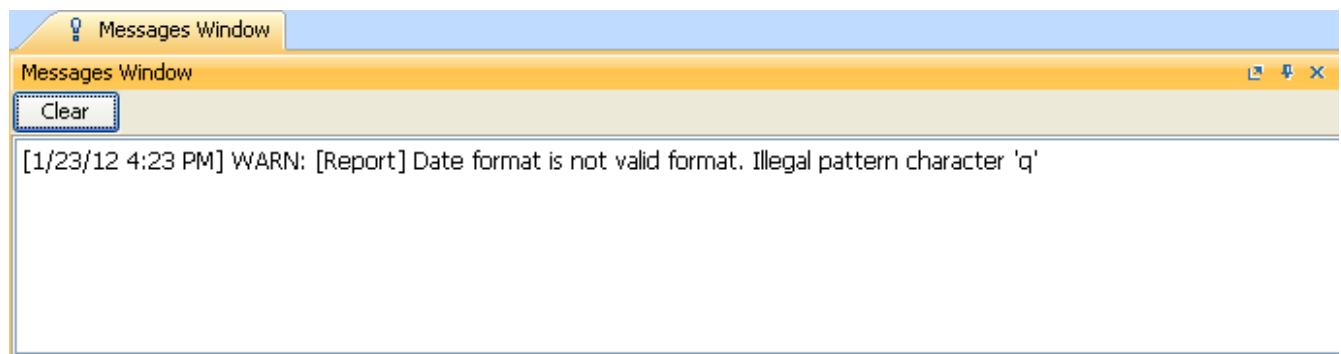 Messages Window
Messages Window
Clear
[1/23/12 4:23 PM] WARN: [Report] Date format is not valid format. Illegal pattern character 'q'